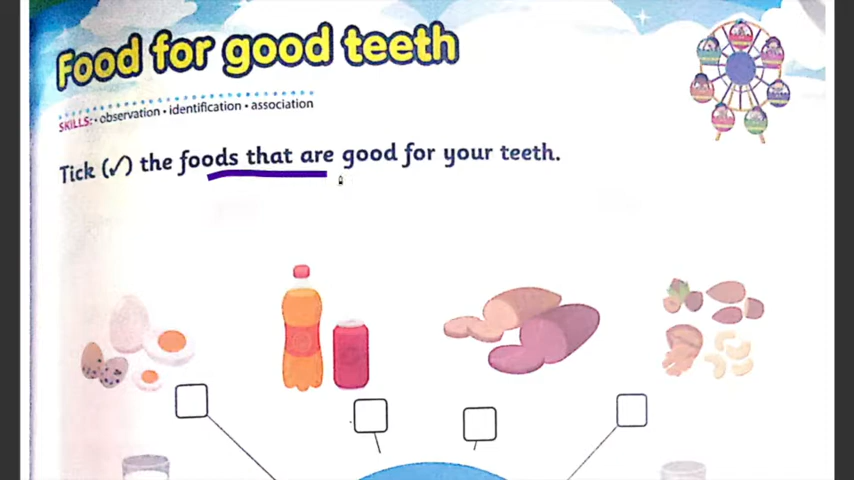 Food for good teeth
SKILLS: • observation • identification • association
Tick (✓) the foods that are good for your teeth.